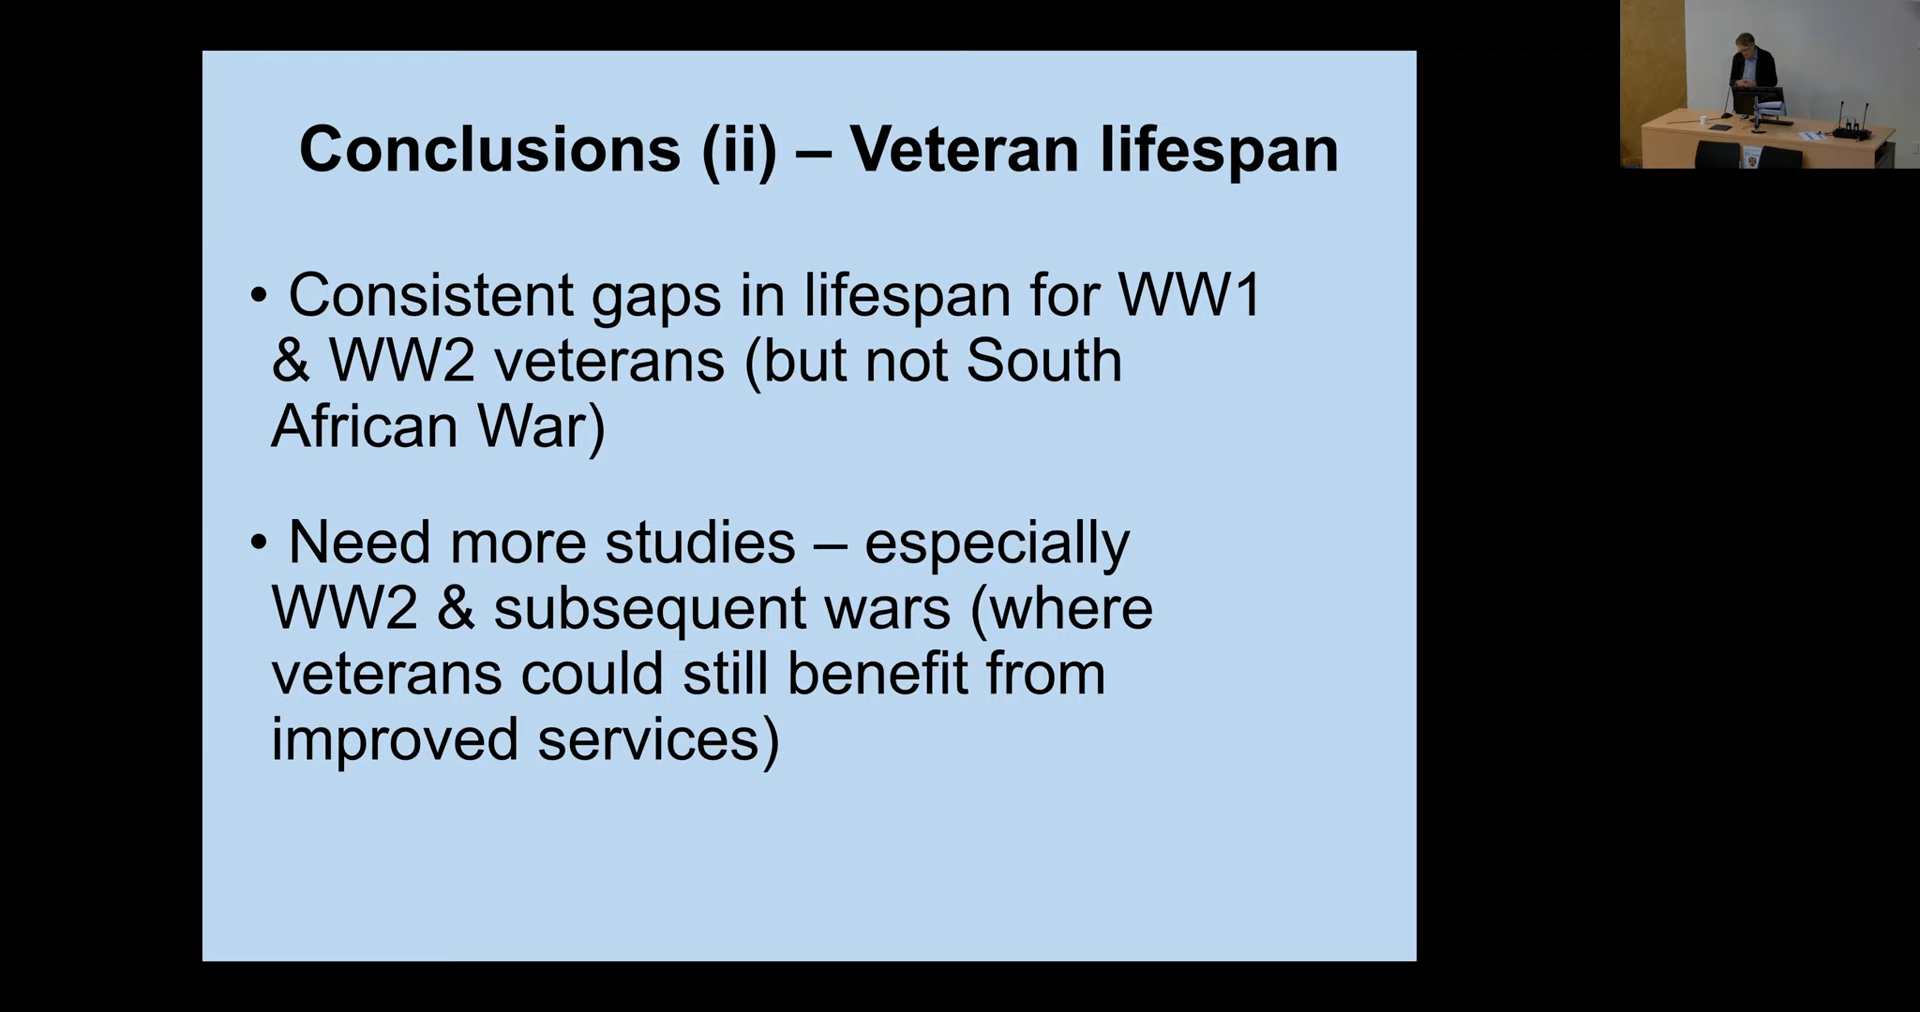 Conclusions (ii) – Veteran lifespan
• Consistent gaps in lifespan for WW1
& WW2 veterans (but not South
African War)
• Need more studies – especially
WW2 & subsequent wars (where
veterans could still benefit from
improved services)